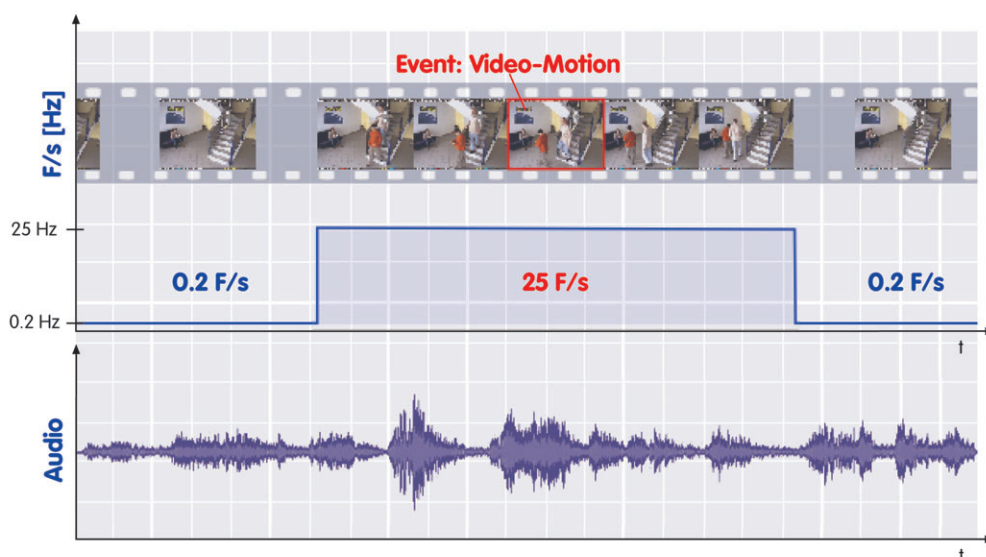 Event: Video-Motion
F/s [Hz]
25 Hz
0.2 F/s
25 F/s
0.2 F/s
0.2 Hz
t
Audio
t